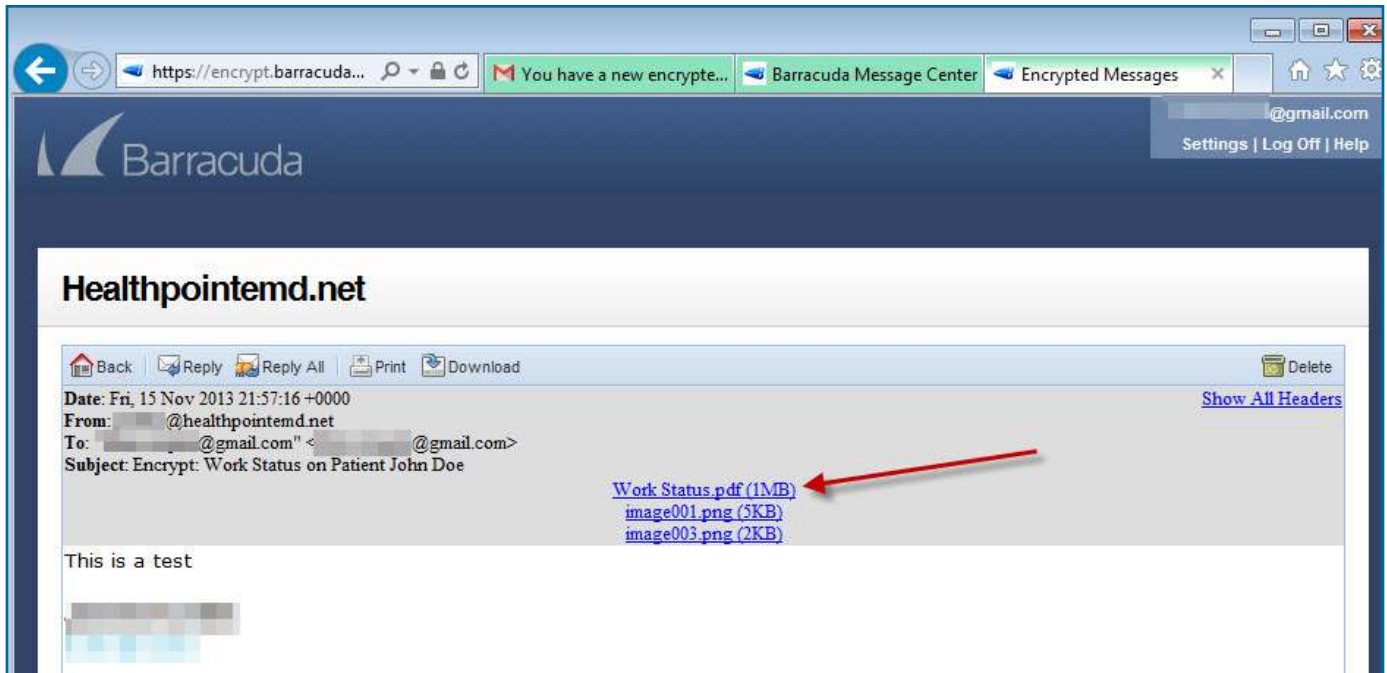 https://encrypt.barracuda... You have a new encrypte... Barracuda Message Center Encrypted Messages
@gmail.com
Settings | Log Off | Help
Barracuda
Healthpointemd.net
Back Reply Reply All Print Download Delete
Date: Fri, 15 Nov 2013 21:57:16 +0000 Show All Headers
From: @healthpointemd.net
To: @gmail.com" < @gmail.com>
Subject: Encrypt: Work Status on Patient John Doe
Work Status.pdf (1MB)
image001.png (5KB)
image003.png (2KB)
This is a test